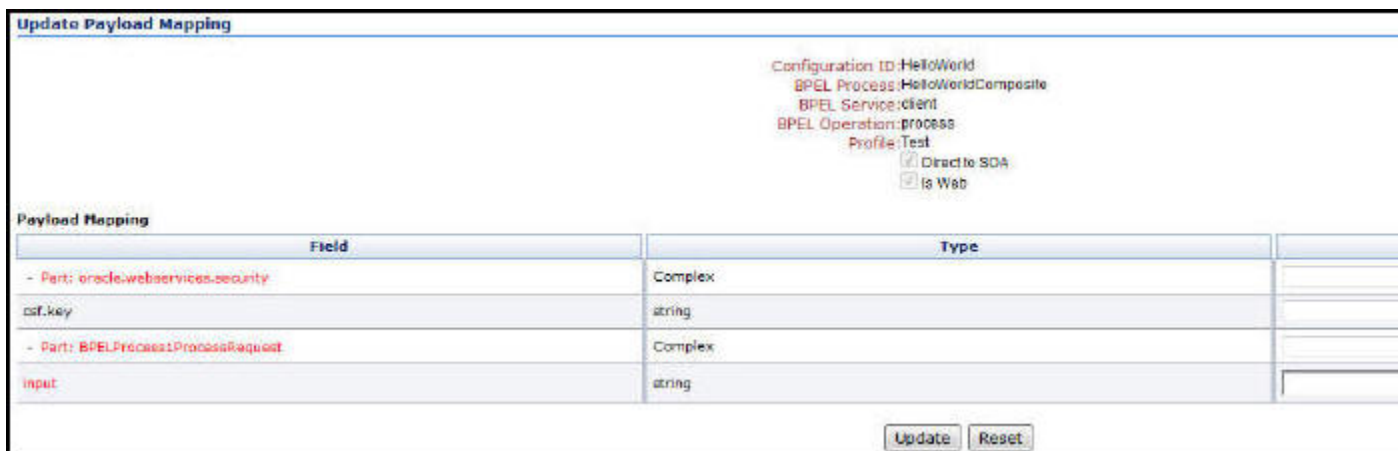 Update Payload Mapping
Configuration ID:HelloWorld
BPEL Process:HelloWorldComposite
BPEL Service:client
BPEL Operation:process
Profile:Test
Direct to SOA
Is Web
Payload Mapping
Field Type
- Part: oracle.webservices.security Complex
csf.key string
- Part: BPELProcess1ProcessRequest Complex
input string
Update Reset